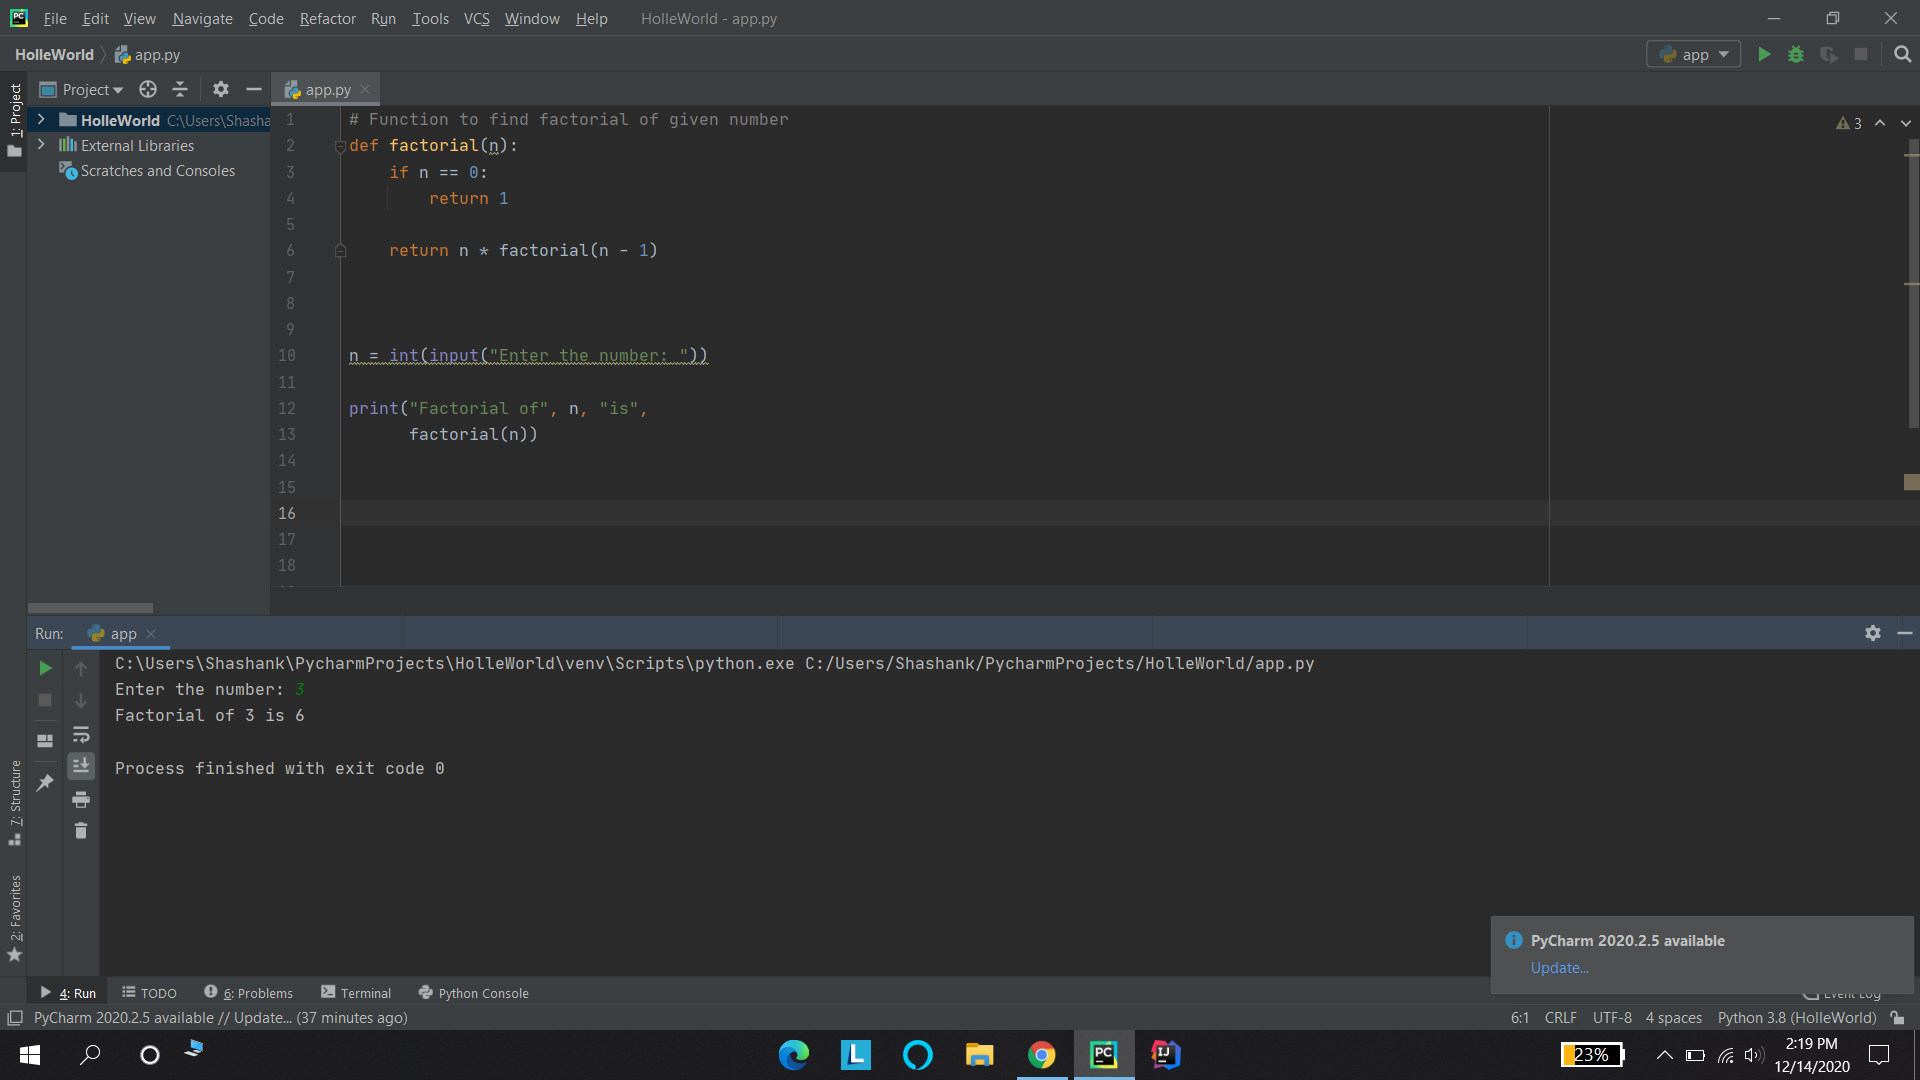 File Edit View Navigate Code Refactor Run Tools VCS Window Help HolleWorld - app.py
HolleWorld app.py
app
1: Project
Project
app.py
HolleWorld C:\Users\Shasha
External Libraries
Scratches and Consoles
3
1 # Function to find factorial of given number
2 def factorial(n):
3 if n == 0:
4 return 1
5
6 return n * factorial(n - 1)
7
8
9
10 n = int(input("Enter the number: "))
11
12 print("Factorial of", n, "is",
13 factorial(n))
14
15
16
17
18
Run: app
C:\Users\Shashank\PycharmProjects\HolleWorld\venv\Scripts\python.exe C:/Users/Shashank/PycharmProjects/HolleWorld/app.py
Enter the number: 3
Factorial of 3 is 6
Process finished with exit code 0
7: Structure
2: Favorites
PyCharm 2020.2.5 available
Update...
4: Run TODO 6: Problems Terminal Python Console Event Log
PyCharm 2020.2.5 available // Update... (37 minutes ago)
6:1 CRLF UTF-8 4 spaces Python 3.8 (HolleWorld)
L PC IJ
23%
2:19 PM
12/14/2020